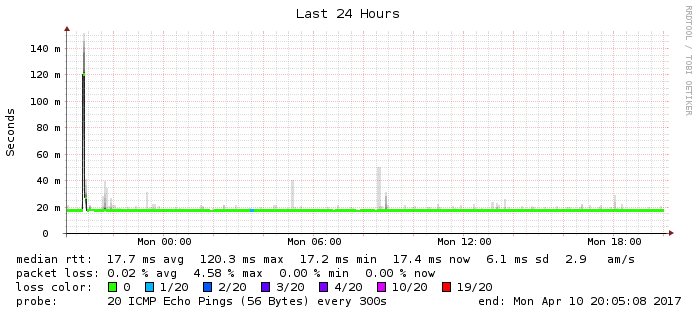 Last 24 Hours
RRDTOOL / TOBI OETIKER
Seconds
140 m
120 m
100 m
80 m
60 m
40 m
20 m
0
Mon 00:00 Mon 06:00 Mon 12:00 Mon 18:00
median rtt: 17.7 ms avg 120.3 ms max 17.2 ms min 17.4 ms now 6.1 ms sd 2.9 am/s
packet loss: 0.02 % avg 4.58 % max 0.00 % min 0.00 % now
loss color: 0 1/20 2/20 3/20 4/20 10/20 19/20
probe: 20 ICMP Echo Pings (56 Bytes) every 300s end: Mon Apr 10 20:05:08 2017